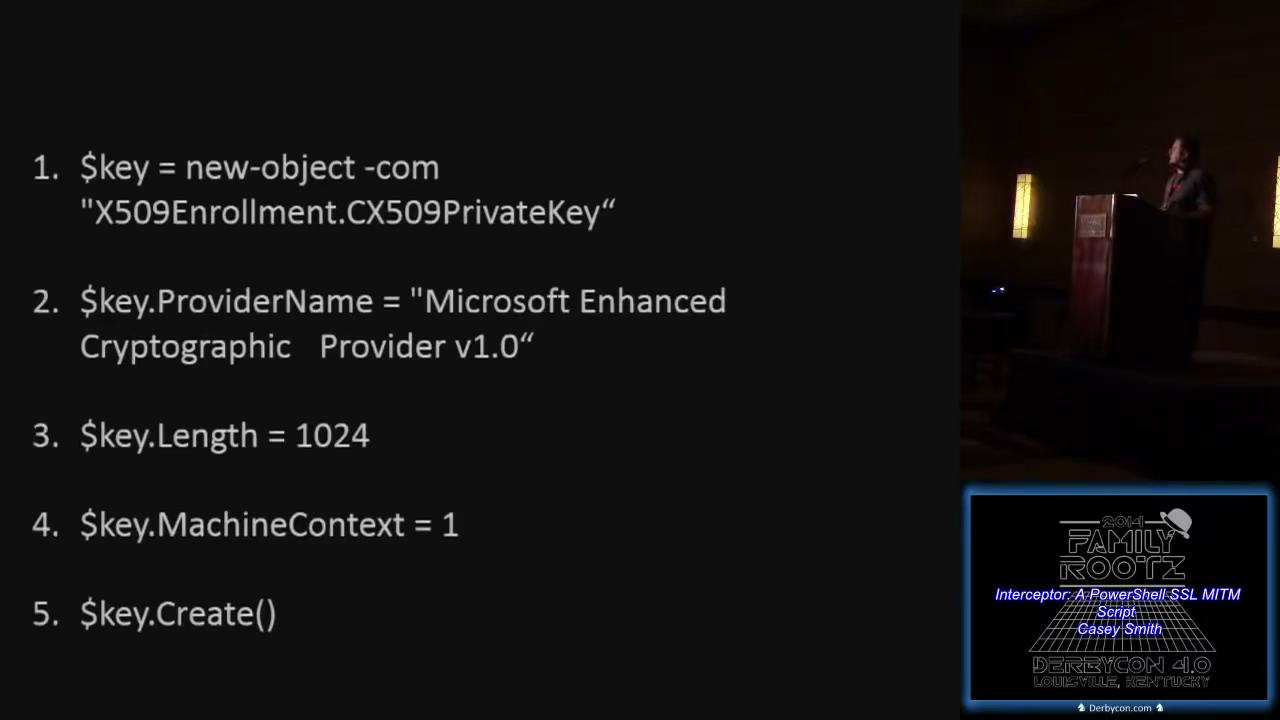 1. $key = new-object -com
"X509Enrollment.CX509PrivateKey“
2. $key.ProviderName = "Microsoft Enhanced
Cryptographic Provider v1.0“
3. $key.Length = 1024
4. $key.MachineContext = 1
5. $key.Create()
2014
FAMILY
ROOTZ
Interceptor: A PowerShell SSL MITM
Script
Casey Smith
DERBYCON 4.0
LOUISVILLE, KENTUCKY
Derbycon.com